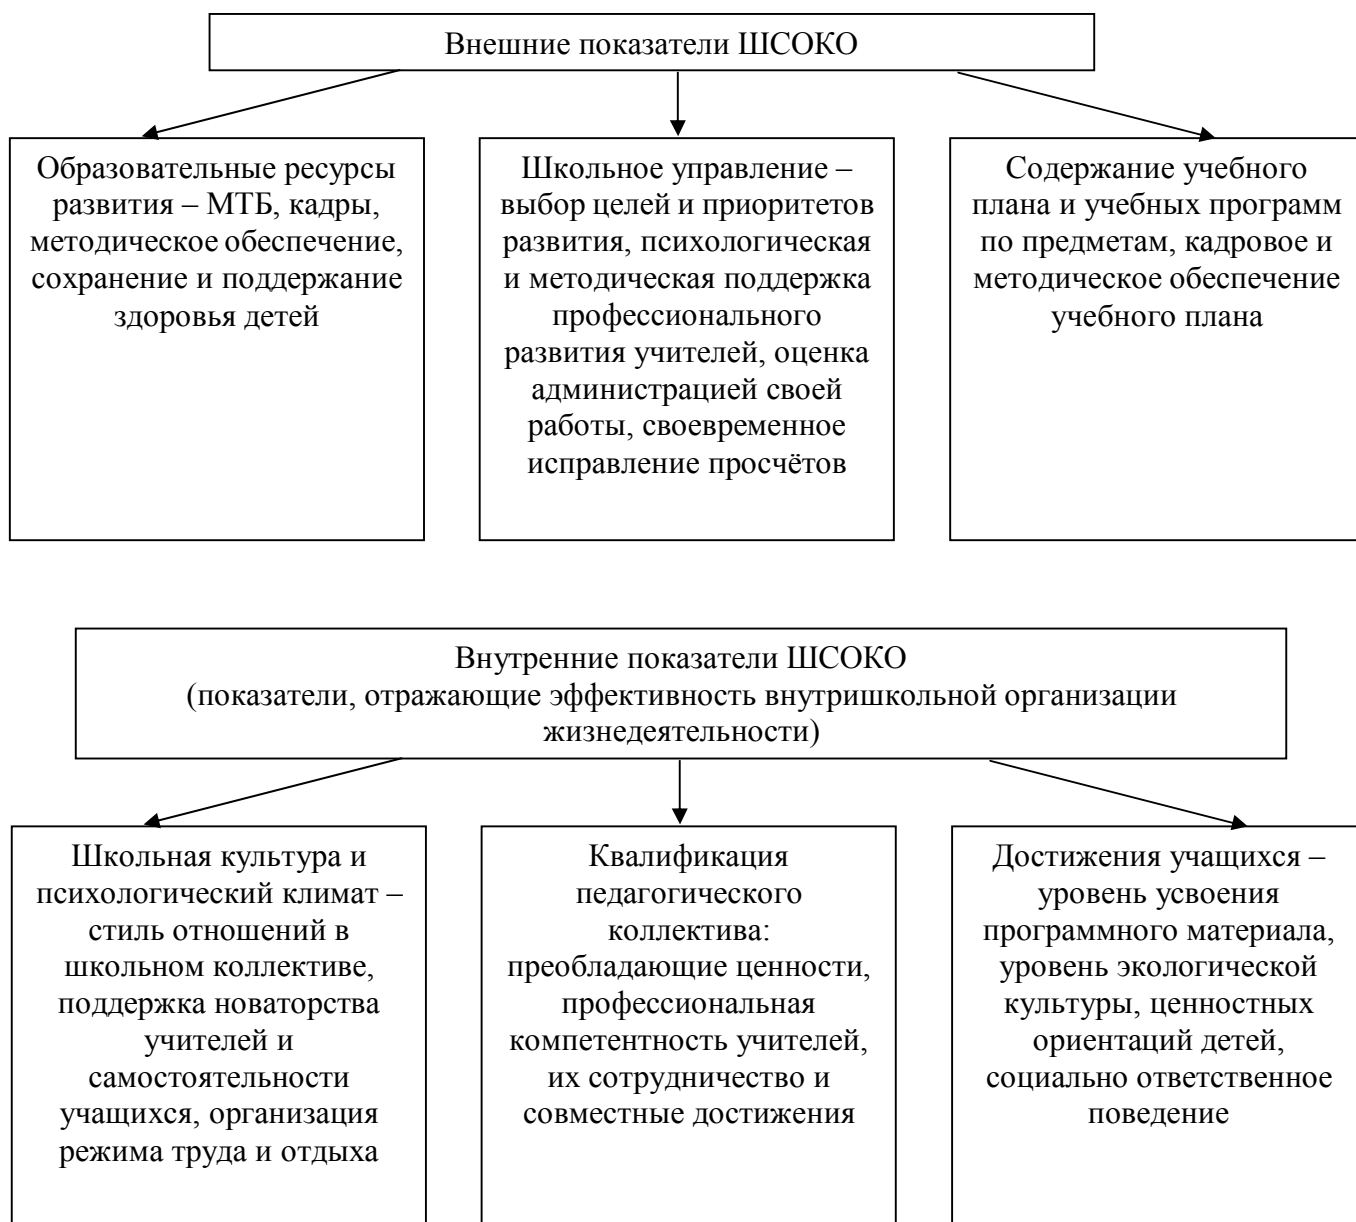 Внешние показатели ШСОКО
Образовательные ресурсы
развития – МТБ, кадры,
методическое обеспечение,
сохранение и поддержание
здоровья детей
Школьное управление –
выбор целей и приоритетов
развития, психологическая
и методическая поддержка
профессионального
развития учителей, оценка
администрацией своей
работы, своевременное
исправление просчётов
Содержание учебного
плана и учебных программ
по предметам, кадровое и
методическое обеспечение
учебного плана
Внутренние показатели ШСОКО
(показатели, отражающие эффективность внутришкольной организации
жизнедеятельности)
Школьная культура и
психологический климат –
стиль отношений в
школьном коллективе,
поддержка новаторства
учителей и
самостоятельности
учащихся, организация
режима труда и отдыха
Квалификация
педагогического
коллектива:
преобладающие ценности,
профессиональная
компетентность учителей,
их сотрудничество и
совместные достижения
Достижения учащихся –
уровень усвоения
программного материала,
уровень экологической
культуры, ценностных
ориентаций детей,
социально ответственное
поведение